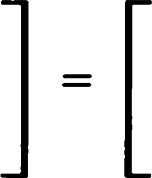 ] = [